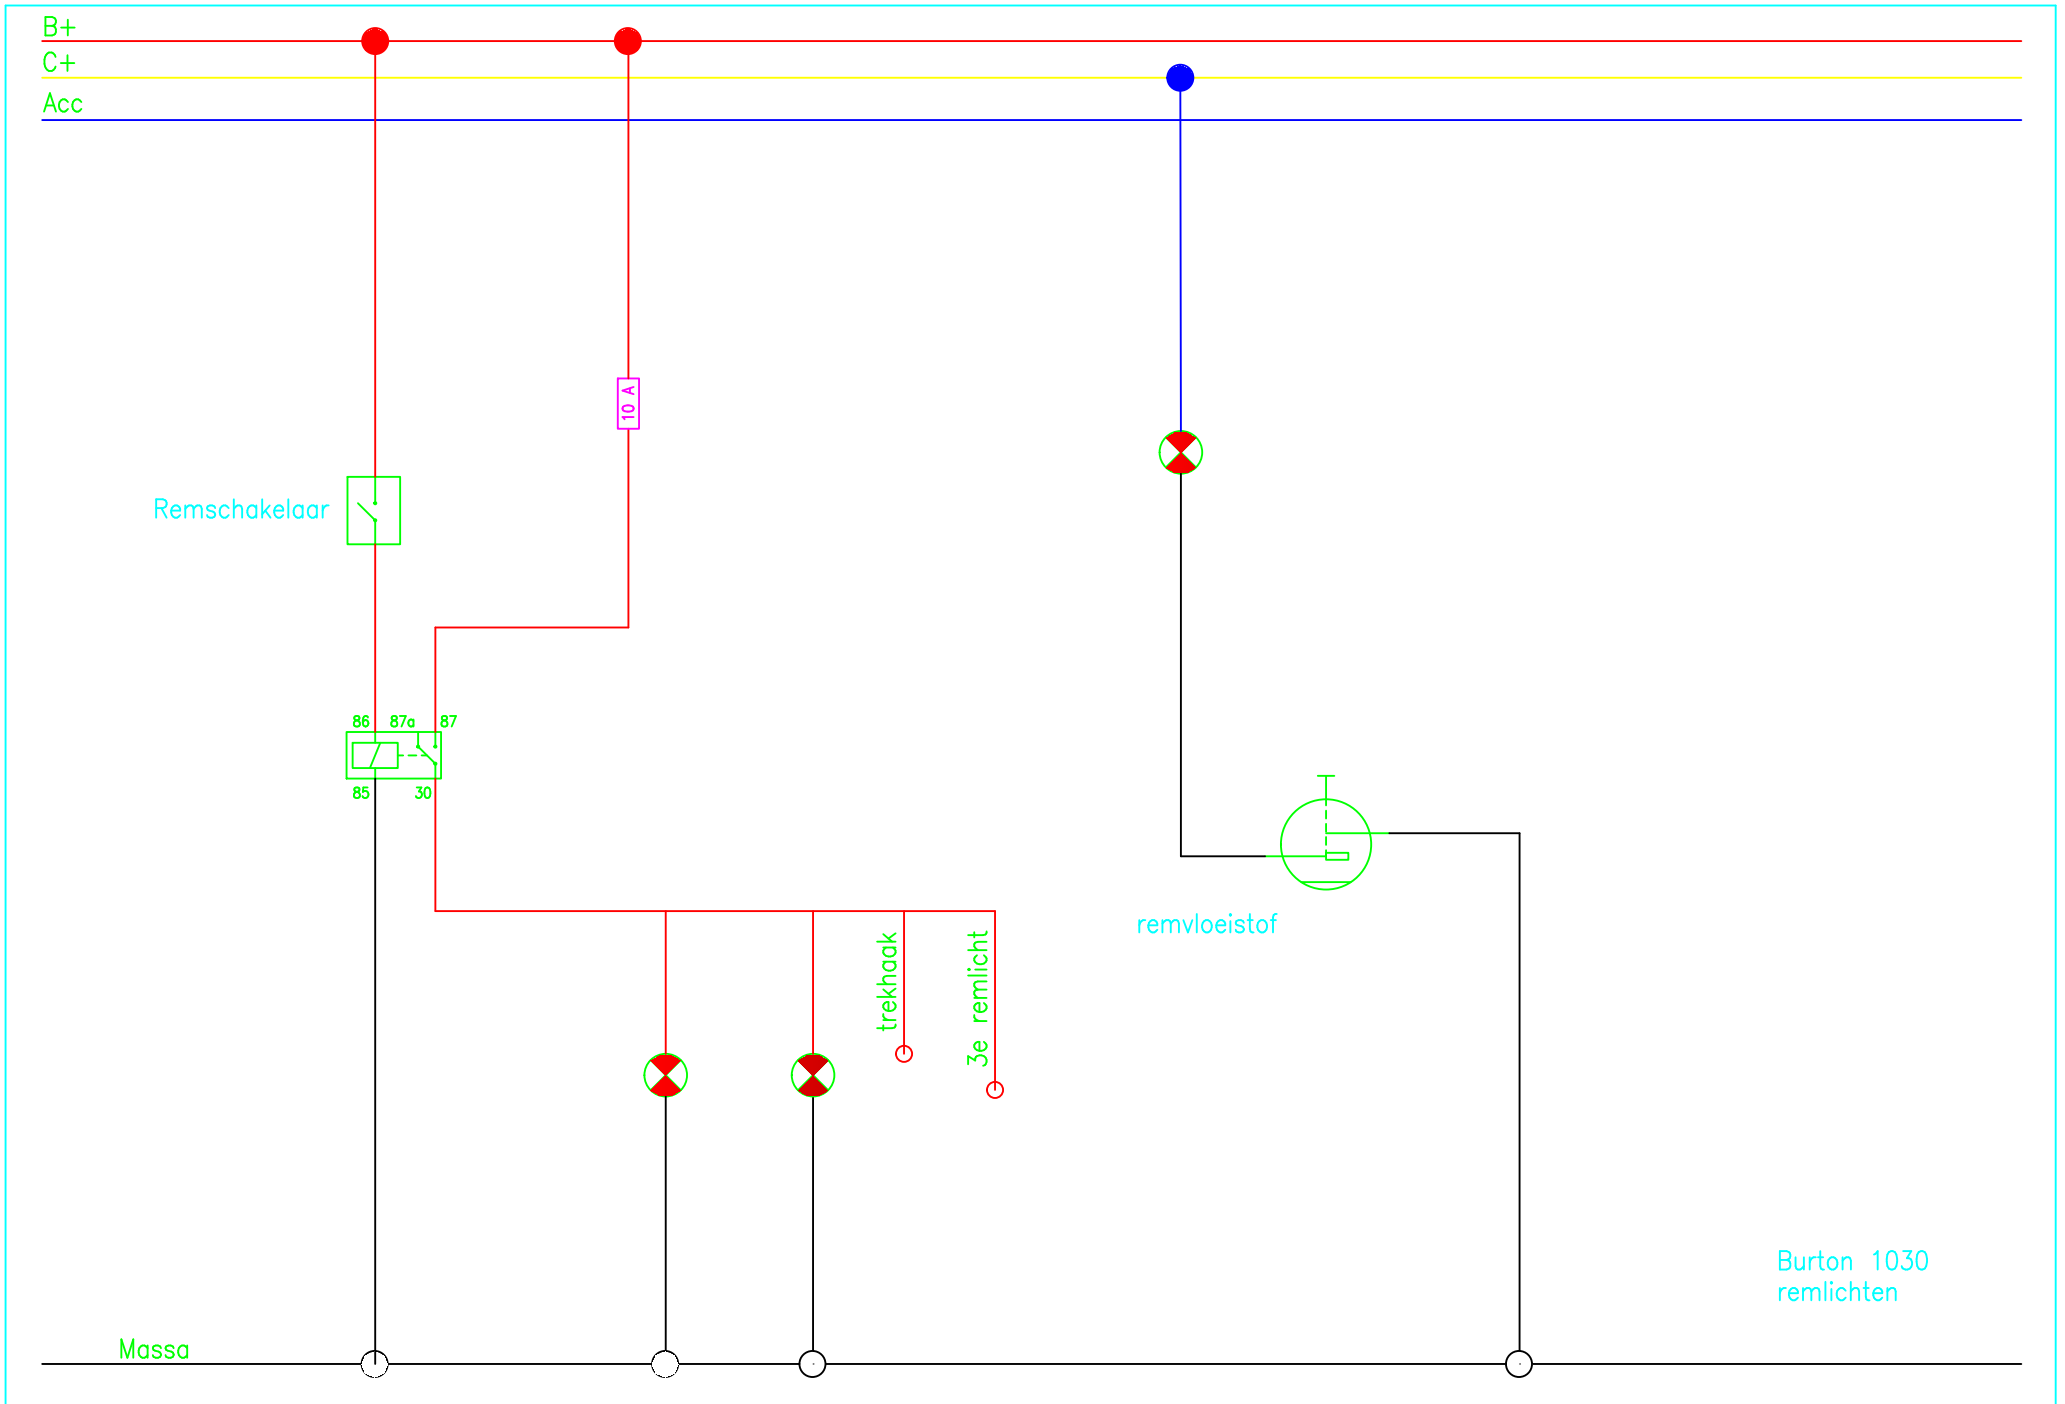 B+
C+
Acc
10 A
Remschakelaar
86 87a 87
85 30
trekhaak
3e remlicht
remvloeistof
Burton 1030
remlichten
Massa